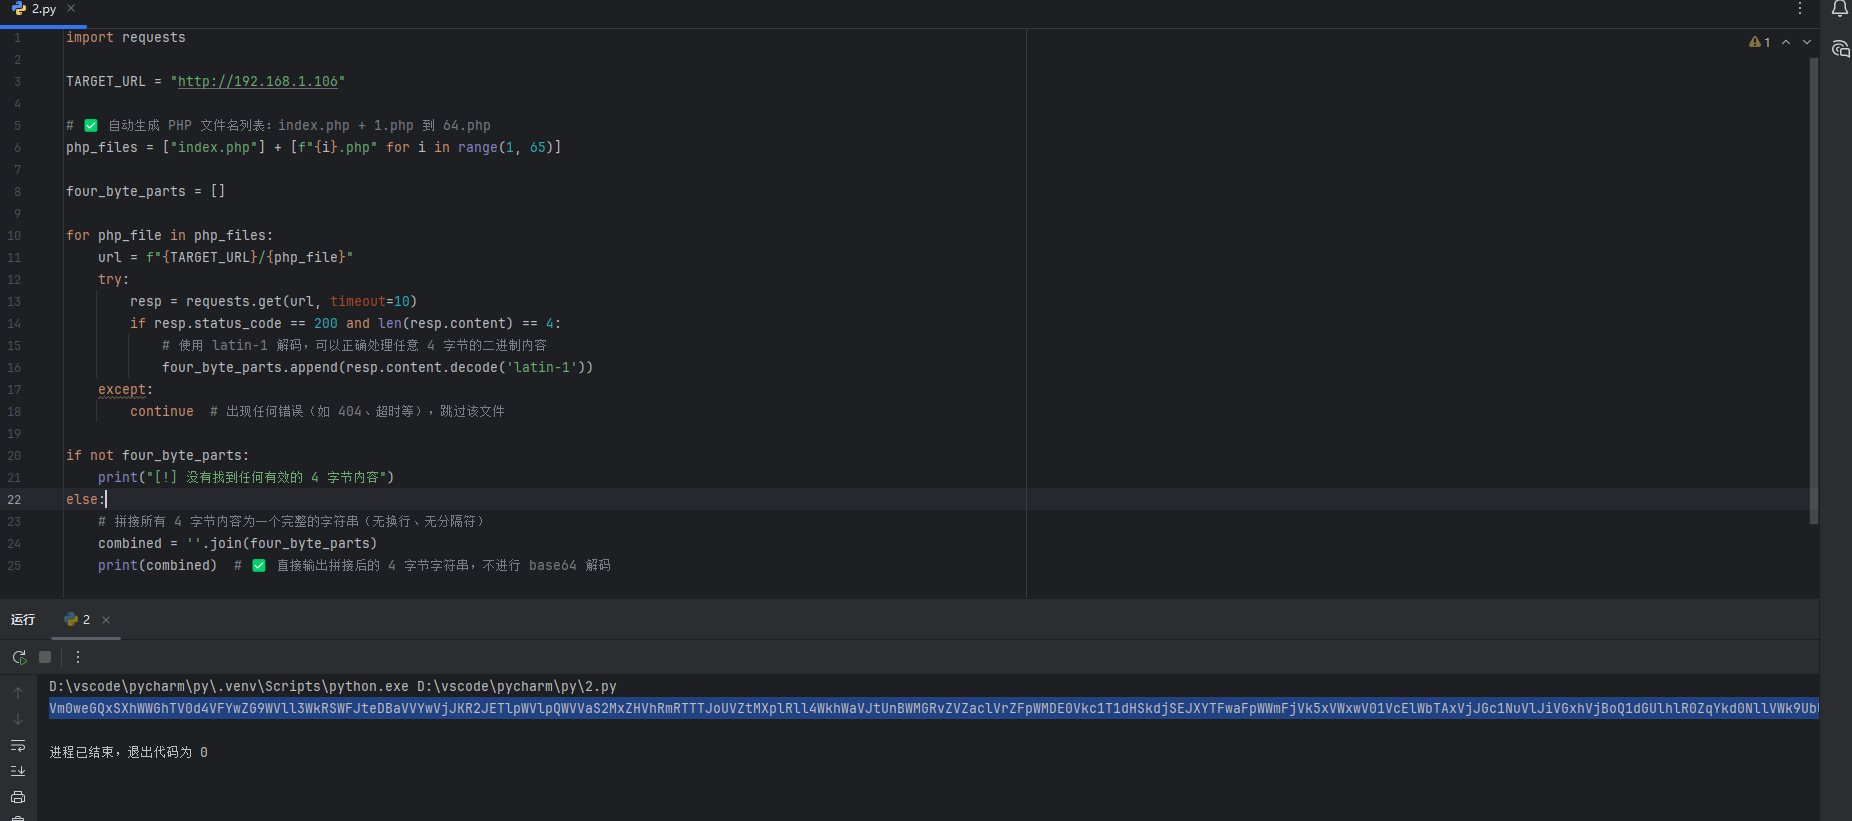 2.py
1
1 import requests
2
3 TARGET_URL = "http://192.168.1.106"
4
5 # ✅ 自动生成 PHP 文件名列表：index.php + 1.php 到 64.php
6 php_files = ["index.php"] + [f"{i}.php" for i in range(1, 65)]
7
8 four_byte_parts = []
9
10 for php_file in php_files:
11 url = f"{TARGET_URL}/{php_file}"
12 try:
13 resp = requests.get(url, timeout=10)
14 if resp.status_code == 200 and len(resp.content) == 4:
15 # 使用 latin-1 解码，可以正确处理任意 4 字节的二进制内容
16 four_byte_parts.append(resp.content.decode('latin-1'))
17 except:
18 continue # 出现任何错误（如 404、超时等），跳过该文件
19
20 if not four_byte_parts:
21 print("[!] 没有找到任何有效的 4 字节内容")
22 else:
23 # 拼接所有 4 字节内容为一个完整的字符串（无换行、无分隔符）
24 combined = ''.join(four_byte_parts)
25 print(combined) # ✅ 直接输出拼接后的 4 字节字符串，不进行 base64 解码
运行 2
D:\vscode\pycharm\py\.venv\Scripts\python.exe D:\vscode\pycharm\py\2.py
进程已结束，退出代码为 0